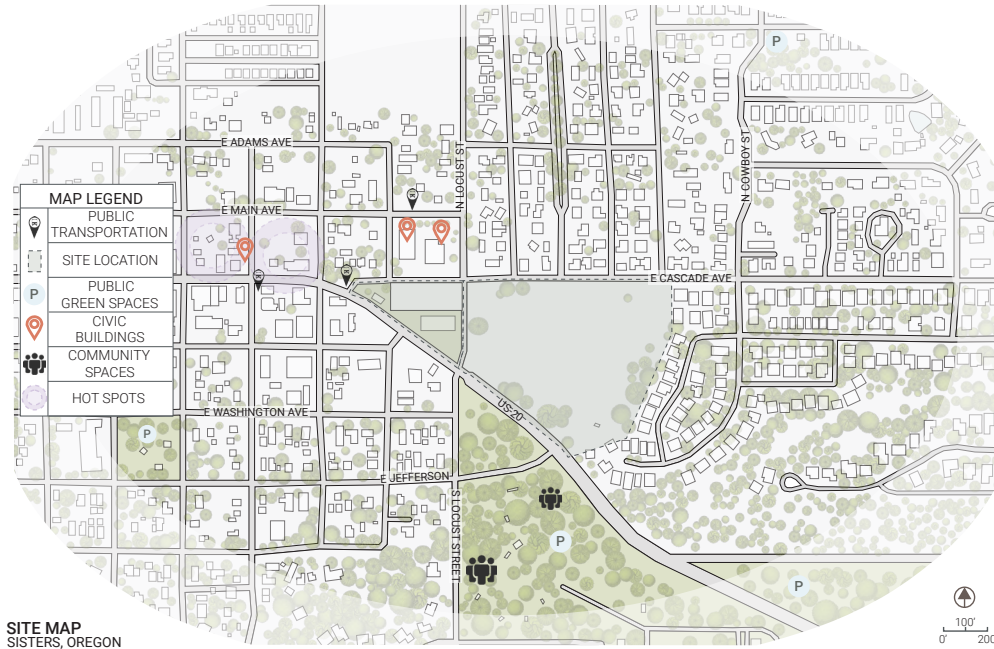 P
E ADAMS AVE
N LOCUST ST
N COWBOY ST
MAP LEGEND
PUBLIC
TRANSPORTATION
SITE LOCATION
P
PUBLIC
GREEN SPACES
CIVIC
BUILDINGS
COMMUNITY
SPACES
HOT SPOTS
E MAIN AVE
E CASCADE AVE
US-20
E WASHINGTON AVE
P
E JEFFERSON
S LOCUST STREET
P
P
SITE MAP
SISTERS, OREGON
100'
0'
200